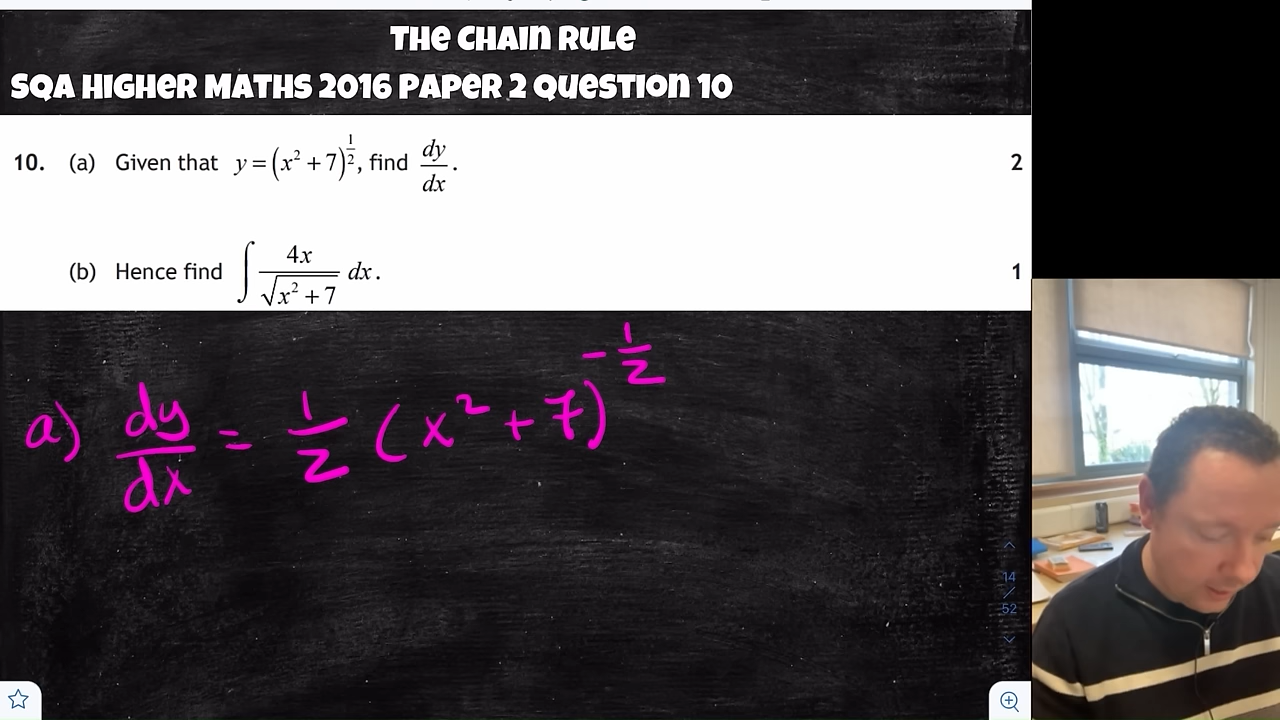 THE CHAIN RULE
SQA HIGHER MATHS 2016 PAPER 2 QUESTION 10
10. (a) Given that y = (x² + 7)^(1/2), find dy/dx. 2
(b) Hence find ∫ 4x/√(x² + 7) dx. 1
a) dy/dx = 1/2 (x² + 7)^(-1/2)
14
/
52